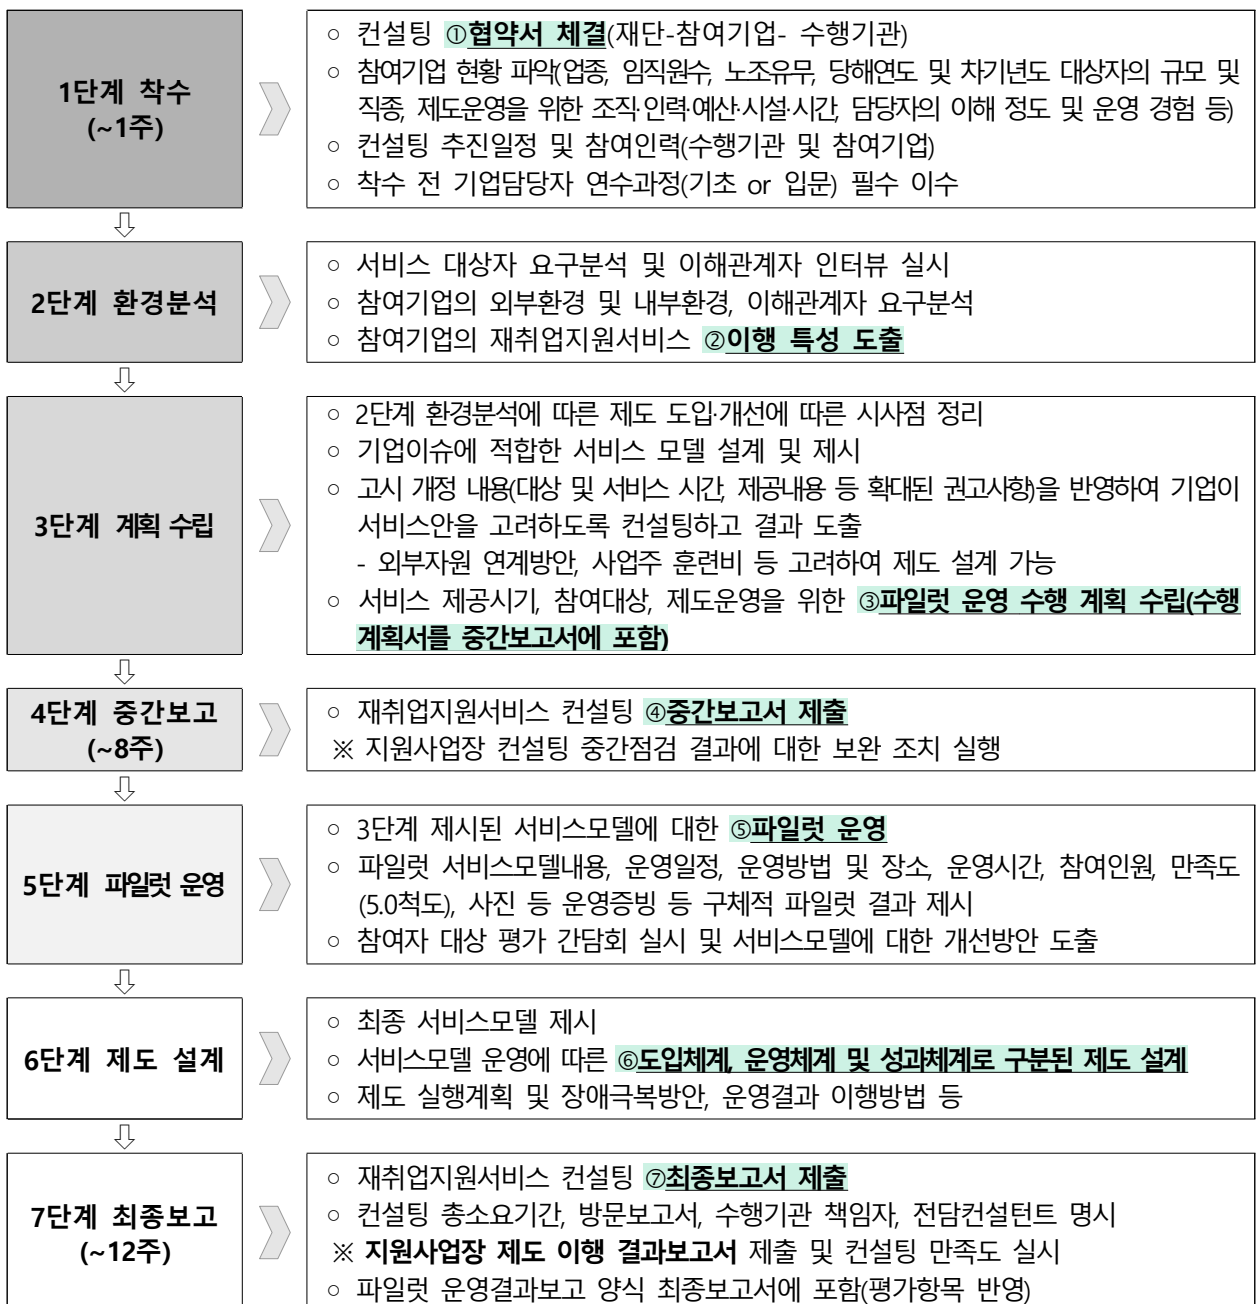 1단계 착수
(~1주)
○ 컨설팅 ①협약서 체결(재단-참여기업- 수행기관)
○ 참여기업 현황 파악(업종, 임직원수, 노조유무, 당해연도 및 차기년도 대상자의 규모 및
직종, 제도운영을 위한 조직·인력·예산·시설·시간, 담당자의 이해 정도 및 운영 경험 등)
○ 컨설팅 추진일정 및 참여인력(수행기관 및 참여기업)
○ 착수 전 기업담당자 연수과정(기초 or 입문) 필수 이수
2단계 환경분석
○ 서비스 대상자 요구분석 및 이해관계자 인터뷰 실시
○ 참여기업의 외부환경 및 내부환경, 이해관계자 요구분석
○ 참여기업의 재취업지원서비스 ②이행 특성 도출
3단계 계획 수립
○ 2단계 환경분석에 따른 제도 도입·개선에 따른 시사점 정리
○ 기업이슈에 적합한 서비스 모델 설계 및 제시
○ 고시 개정 내용(대상 및 서비스 시간, 제공내용 등 확대된 권고사항)을 반영하여 기업이
서비스안을 고려하도록 컨설팅하고 결과 도출
- 외부자원 연계방안, 사업주 훈련비 등 고려하여 제도 설계 가능
○ 서비스 제공시기, 참여대상, 제도운영을 위한 ③파일럿 운영 수행 계획 수립(수행
계획서를 중간보고서에 포함)
4단계 중간보고
(~8주)
○ 재취업지원서비스 컨설팅 ④중간보고서 제출
※ 지원사업장 컨설팅 중간점검 결과에 대한 보완 조치 실행
5단계 파일럿 운영
○ 3단계 제시된 서비스모델에 대한 ⑤파일럿 운영
○ 파일럿 서비스모델내용, 운영일정, 운영방법 및 장소, 운영시간, 참여인원, 만족도
(5.0척도), 사진 등 운영증빙 등 구체적 파일럿 결과 제시
○ 참여자 대상 평가 간담회 실시 및 서비스모델에 대한 개선방안 도출
6단계 제도 설계
○ 최종 서비스모델 제시
○ 서비스모델 운영에 따른 ⑥도입체계, 운영체계 및 성과체계로 구분된 제도 설계
○ 제도 실행계획 및 장애극복방안, 운영결과 이행방법 등
7단계 최종보고
(~12주)
○ 재취업지원서비스 컨설팅 ⑦최종보고서 제출
○ 컨설팅 총소요기간, 방문보고서, 수행기관 책임자, 전담컨설턴트 명시
※ 지원사업장 제도 이행 결과보고서 제출 및 컨설팅 만족도 실시
○ 파일럿 운영결과보고 양식 최종보고서에 포함(평가항목 반영)